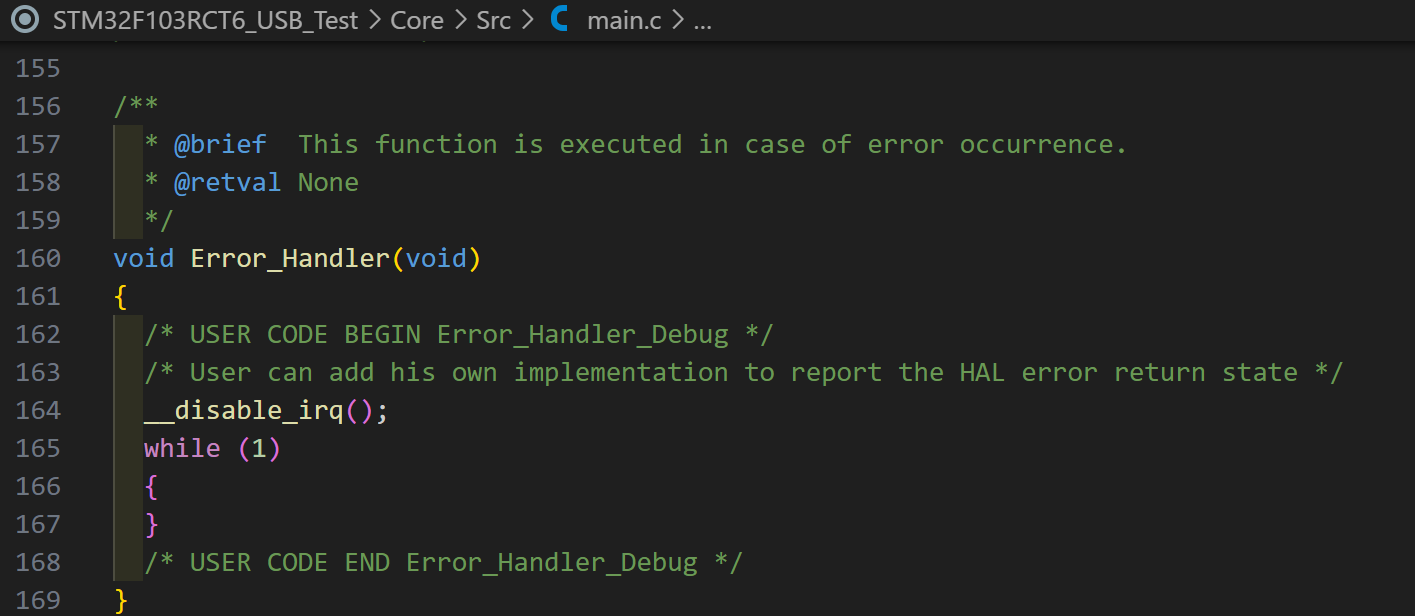 STM32F103RCT6_USB_Test > Core > Src > C main.c > ...
155
156 /**
157   * @brief  This function is executed in case of error occurrence.
158   * @retval None
159   */
160 void Error_Handler(void)
161 {
162   /* USER CODE BEGIN Error_Handler_Debug */
163   /* User can add his own implementation to report the HAL error return state */
164   __disable_irq();
165   while (1)
166   {
167   }
168   /* USER CODE END Error_Handler_Debug */
169 }